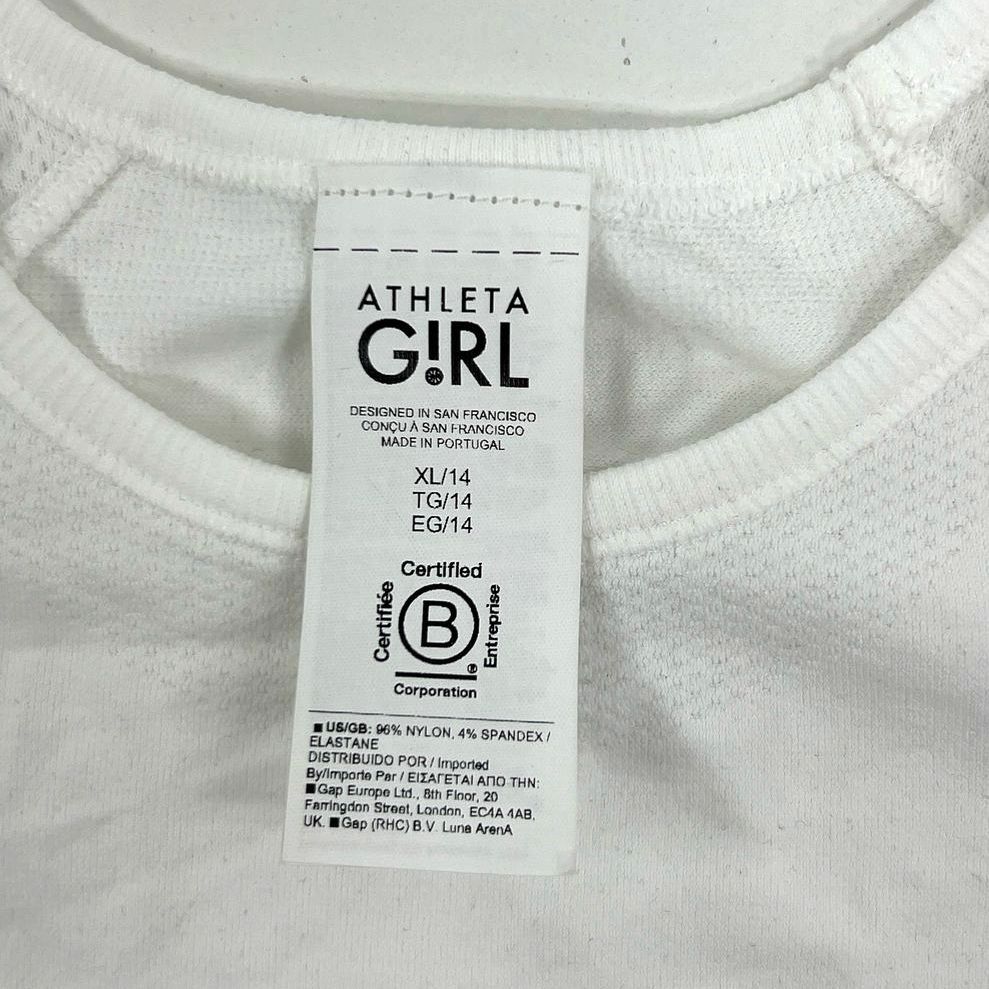 ATHLETA
G!RL
DESIGNED IN SAN FRANCISCO
CONÇU À SAN FRANCISCO
MADE IN PORTUGAL
XL/14
TG/14
EG/14
Certified
Certifiée
B
Entreprise
®
Corporation
■ US/GB: 96% NYLON, 4% SPANDEX /
ELASTANE
DISTRIBUIDO POR / Imported
By/Importe Par / ΕΙΣΑΓΕΤΑΙ ΑΠΟ ΤΗΝ:
■ Gap Europe Ltd., 8th Floor, 20
Farringdon Street, London, EC4A 4AB,
UK. ■ Gap (RHC) B.V. Luna ArenA